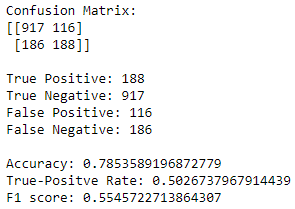 Confusion Matrix:
[[917 116]
 [186 188]]
True Positive: 188
True Negative: 917
False Positive: 116
False Negative: 186
Accuracy: 0.7853589196872779
True-Positve Rate: 0.5026737967914439
F1 score: 0.5545722713864307